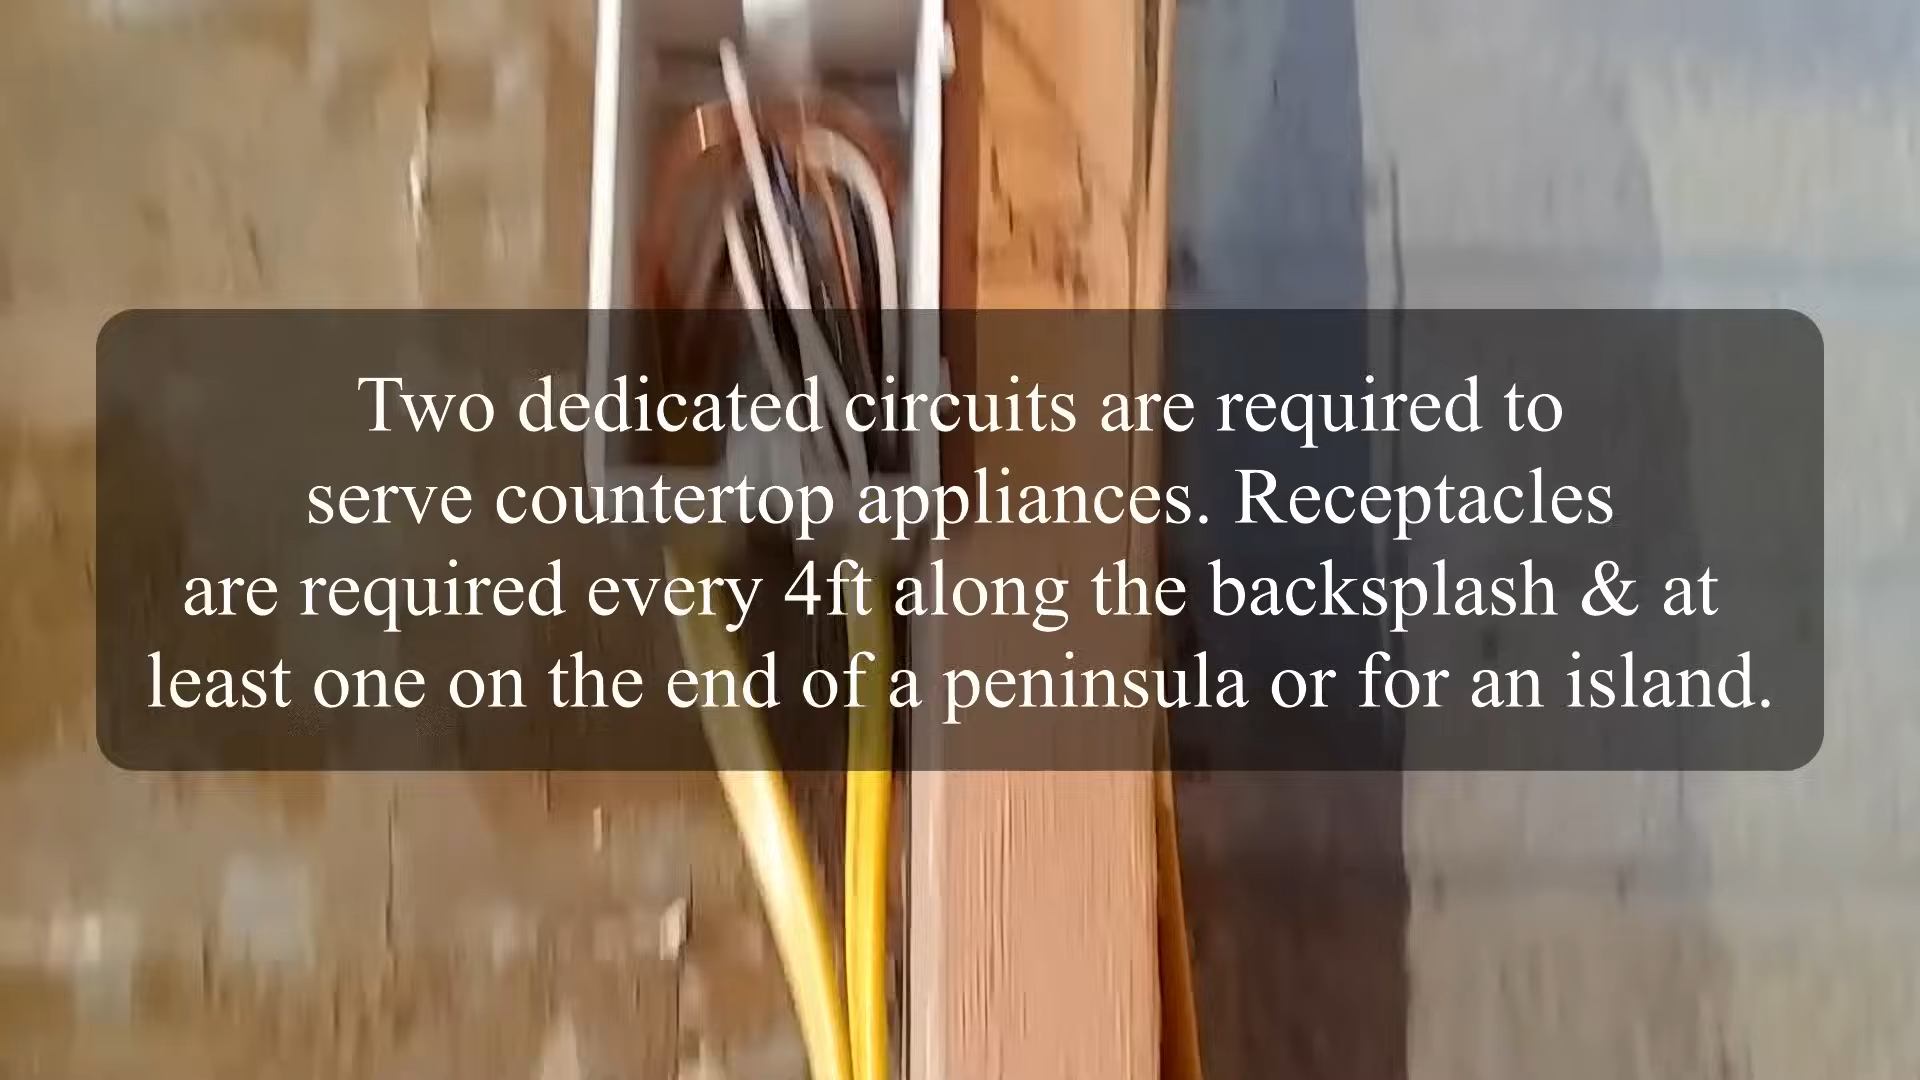 Two dedicated circuits are required to
serve countertop appliances. Receptacles
are required every 4ft along the backsplash & at
least one on the end of a peninsula or for an island.